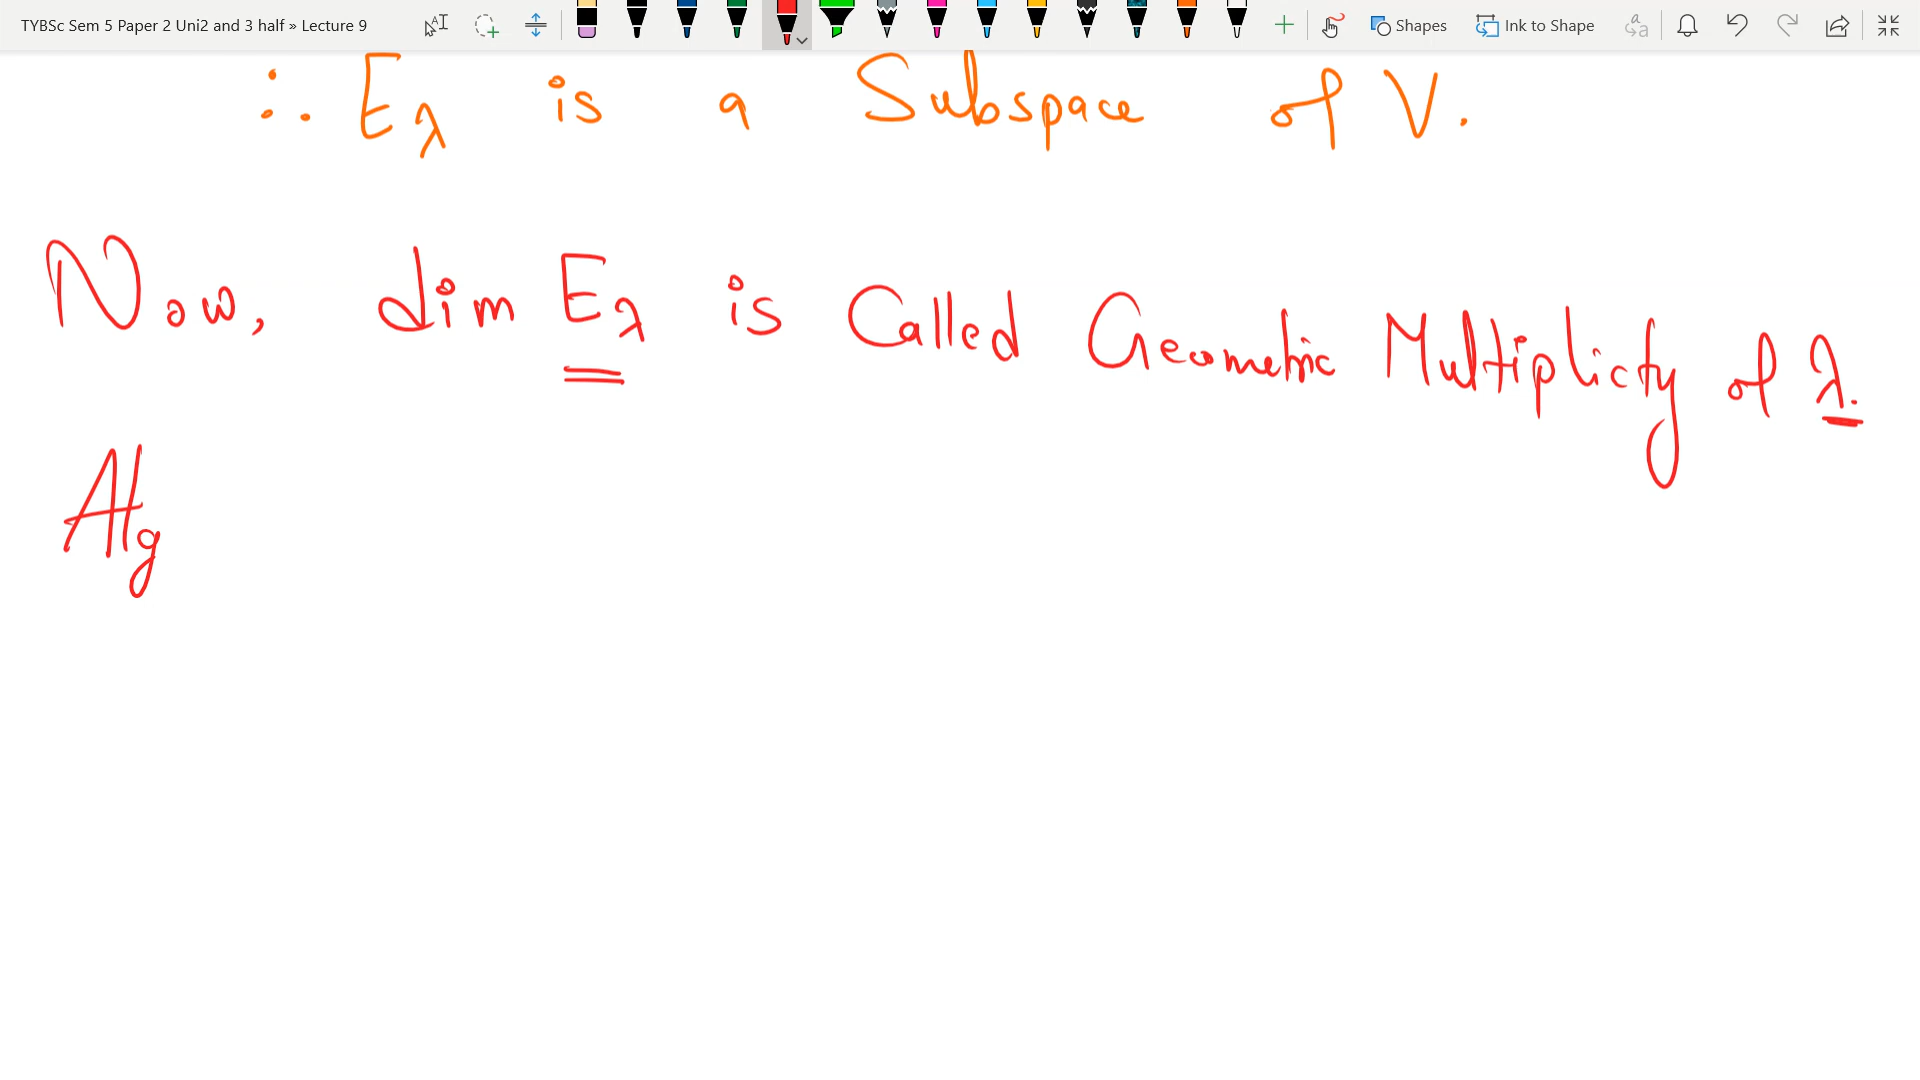 TYBSc Sem 5 Paper 2 Uni2 and 3 half » Lecture 9 Shapes Ink to Shape
∴ Eλ is a Subspace of V.
Now, dim Eλ is Called Geometric Multiplicty of λ.
Alg